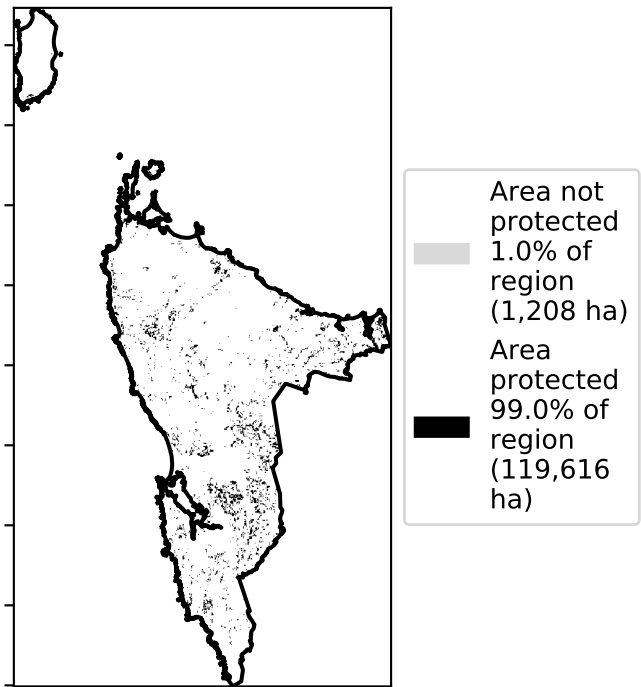 Area not
protected
1.0% of
region
(1,208 ha)
Area
protected
99.0% of
region
(119,616
ha)